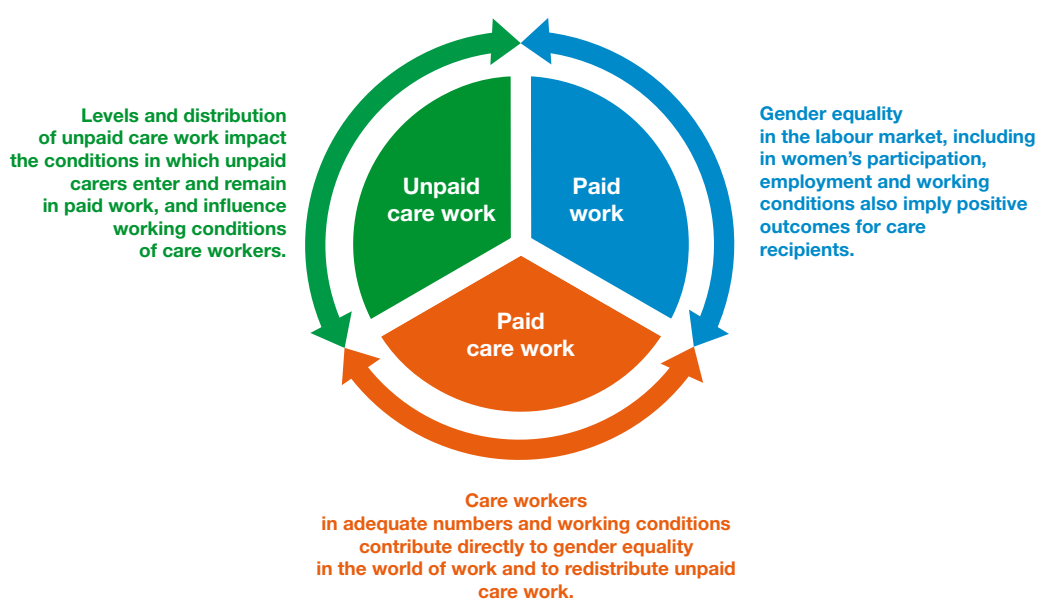 Levels and distribution
of unpaid care work impact
the conditions in which unpaid
carers enter and remain
in paid work, and influence
working conditions
of care workers.
Unpaid
care work
Paid
work
Gender equality
in the labour market, including
in women’s participation,
employment and working
conditions also imply positive
outcomes for care
recipients.
Paid
care work
Care workers
in adequate numbers and working conditions
contribute directly to gender equality
in the world of work and to redistribute unpaid
care work.